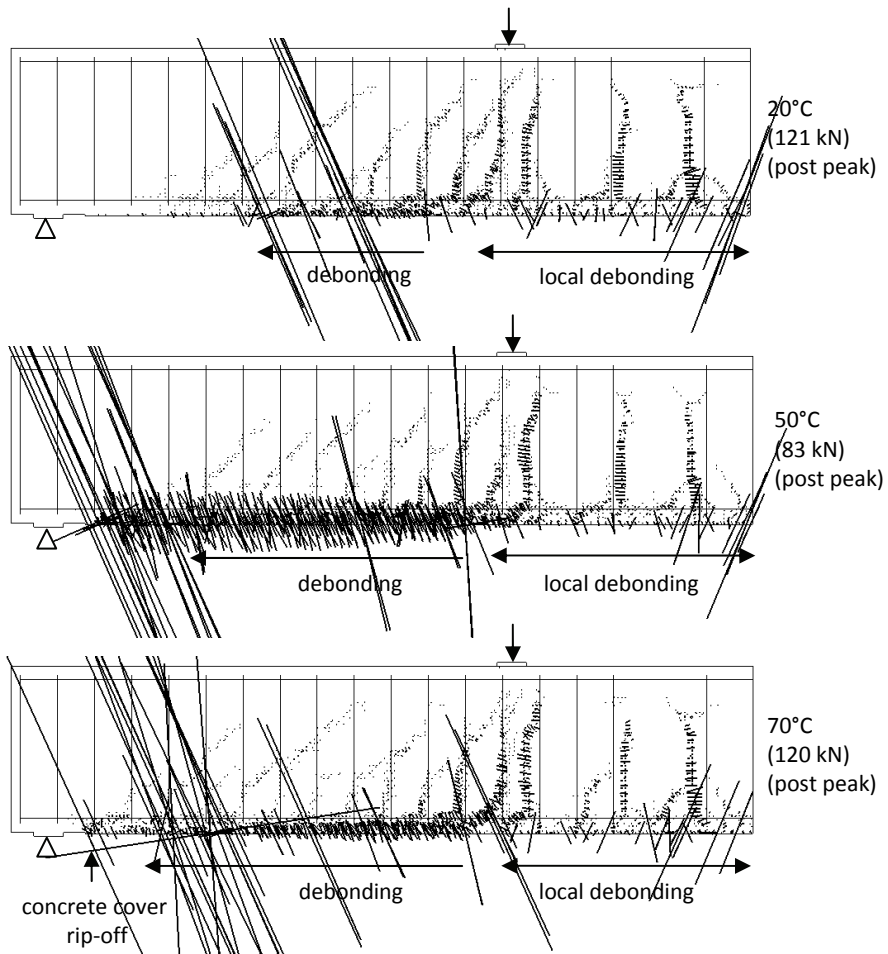 20°C
(121 kN)
(post peak)
debonding
local debonding
50°C
(83 kN)
(post peak)
debonding
local debonding
70°C
(120 kN)
(post peak)
debonding
local debonding
concrete cover
rip-off